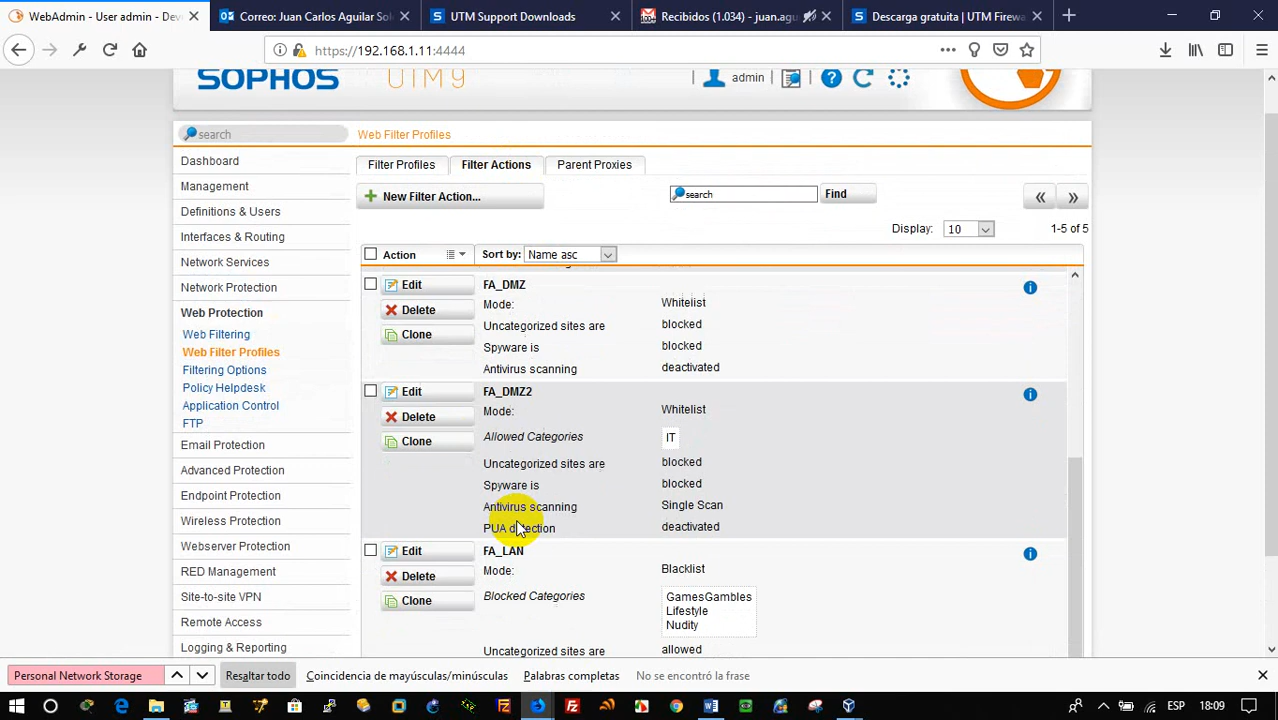 WebAdmin - User admin - Dev
Correo: Juan Carlos Aguilar Sol
UTM Support Downloads
Recibidos (1.034) - juan.agu
Descarga gratuita | UTM Firewa
https://192.168.1.11:4444
SOPHOS UTM 9
admin
search
Web Filter Profiles
Dashboard
Management
Definitions & Users
Interfaces & Routing
Network Services
Network Protection
Web Protection
Web Filtering
Web Filter Profiles
Filtering Options
Policy Helpdesk
Application Control
FTP
Email Protection
Advanced Protection
Endpoint Protection
Wireless Protection
Webserver Protection
RED Management
Site-to-site VPN
Remote Access
Logging & Reporting
Filter Profiles
Filter Actions
Parent Proxies
New Filter Action...
search
Find
Display: 10 1-5 of 5
Action
Sort by: Name asc
Edit
Delete
Clone
FA_DMZ
Mode: Whitelist
Uncategorized sites are blocked
Spyware is blocked
Antivirus scanning deactivated
Edit
Delete
Clone
FA_DMZ2
Mode: Whitelist
Allowed Categories IT
Uncategorized sites are blocked
Spyware is blocked
Antivirus scanning Single Scan
PUA detection deactivated
Edit
Delete
Clone
FA_LAN
Mode: Blacklist
Blocked Categories GamesGambles
Lifestyle
Nudity
Uncategorized sites are allowed
Personal Network Storage
Resaltar todo
Coincidencia de mayúsculas/minúsculas
Palabras completas
No se encontró la frase
ESP 18:09